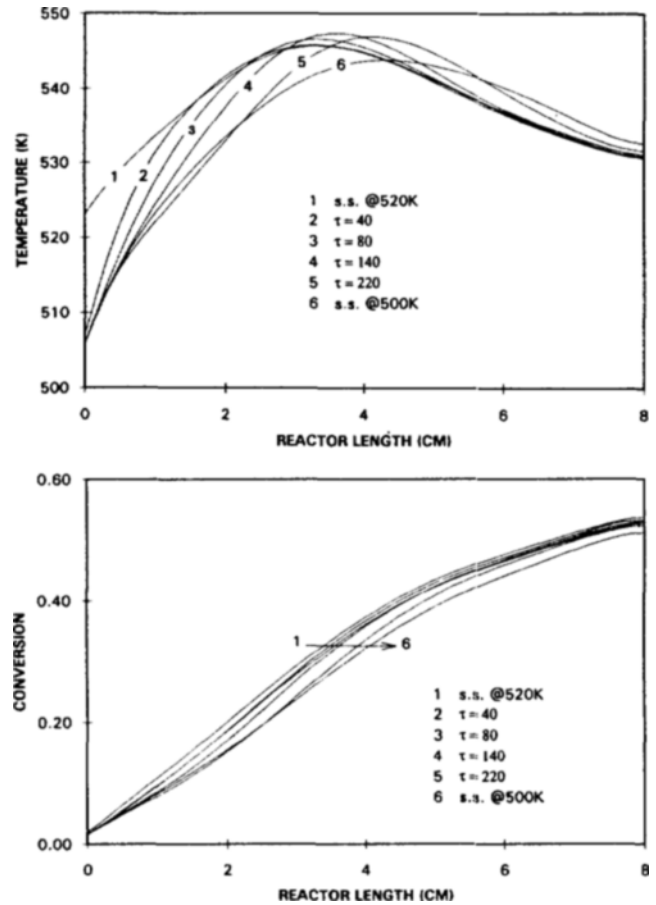 550
540
530
520
510
500
TEMPERATURE (K)
1
2
3
4
5
6
1 s.s. @520K
2 τ = 40
3 τ = 80
4 τ = 140
5 τ = 220
6 s.s. @500K
0 2 4 6 8
REACTOR LENGTH (CM)
0.60
0.40
0.20
0.00
CONVERSION
1 6
1 s.s. @520K
2 τ = 40
3 τ = 80
4 τ = 140
5 τ = 220
6 s.s. @500K
0 2 4 6 8
REACTOR LENGTH (CM)